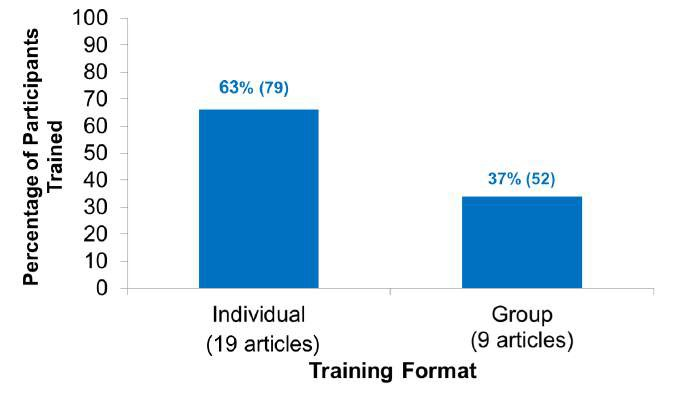 Percentage of Participants
Trained
100
90
80
70
60
50
40
30
20
10
0
63% (79)
37% (52)
Individual
(19 articles)
Group
(9 articles)
Training Format